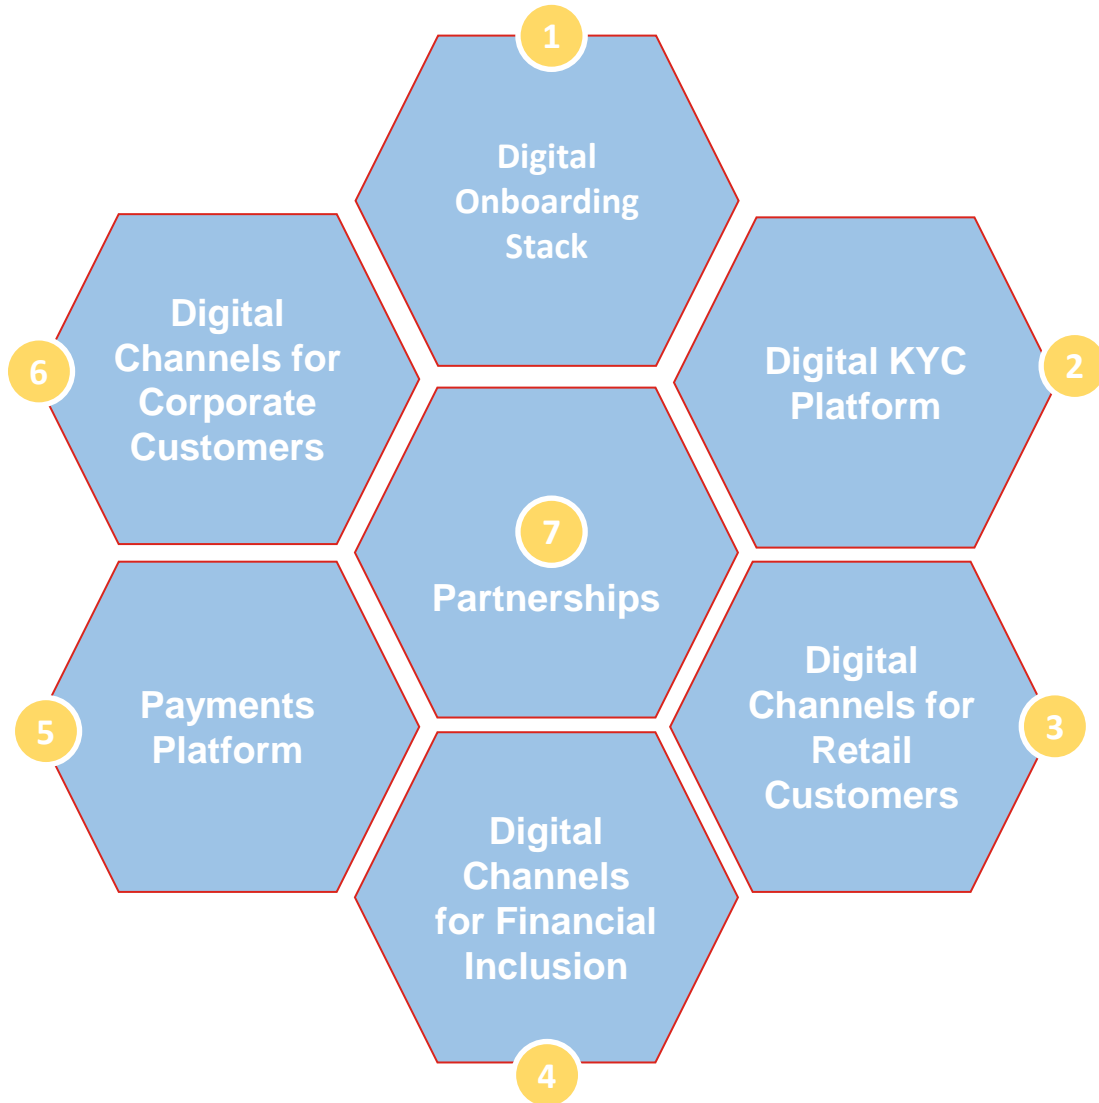 1
Digital
Onboarding
Stack
2
Digital KYC
Platform
3
Digital
Channels for
Retail
Customers
4
Digital
Channels
for Financial
Inclusion
5
Payments
Platform
6
Digital
Channels for
Corporate
Customers
7
Partnerships